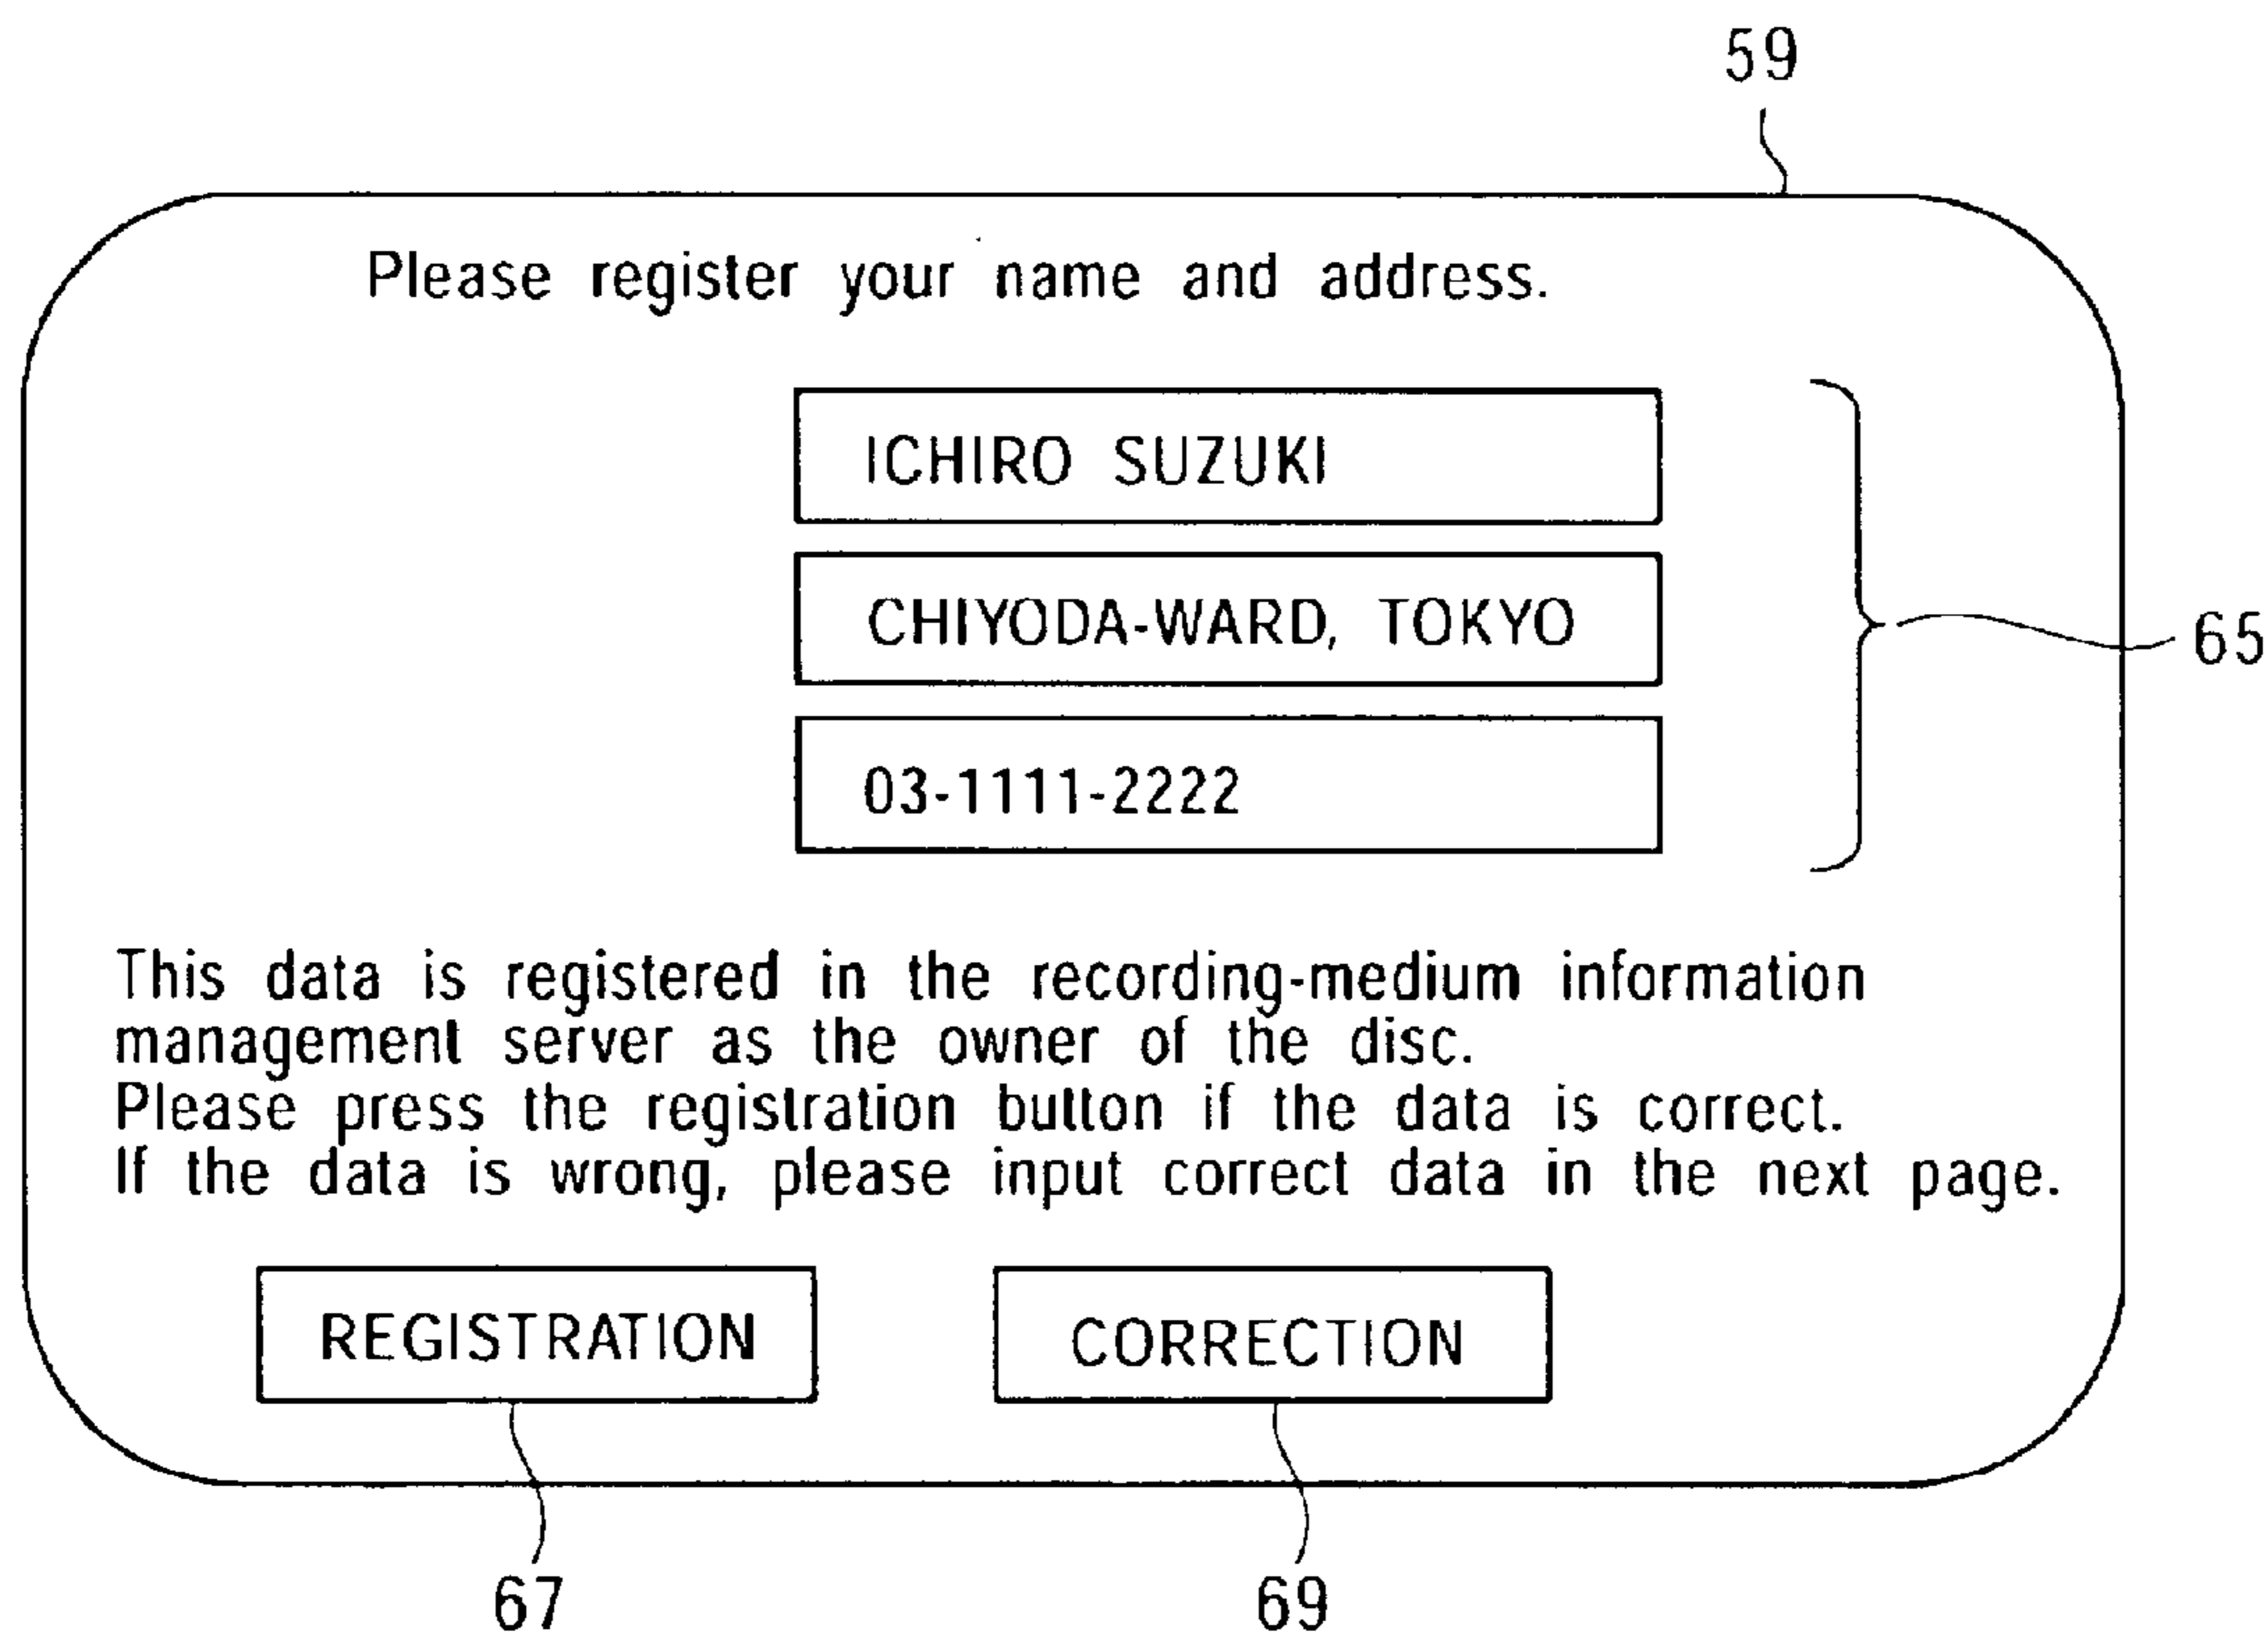 59
Please register your name and address.
ICHIRO SUZUKI
CHIYODA-WARD, TOKYO
65
03-1111-2222
This data is registered in the recording-medium information
management server as the owner of the disc.
Please press the registration button if the data is correct.
If the data is wrong, please input correct data in the next page.
REGISTRATION
CORRECTION
67
69